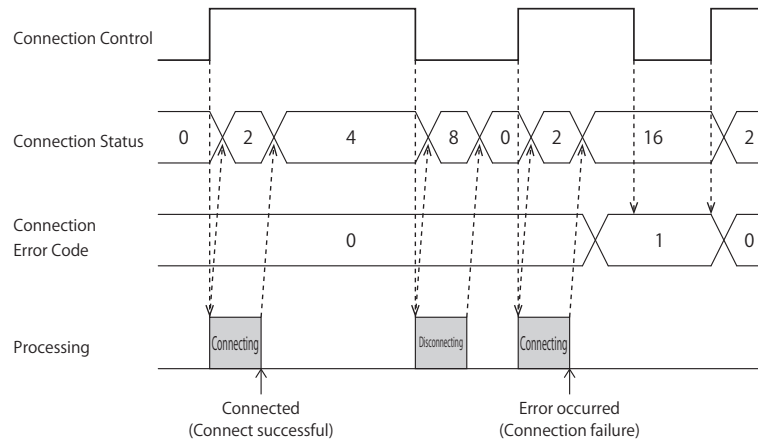 Connection Control
Connection Status
0 2 4 8 0 2 16 2
Connection
Error Code
0 1 0
Processing
Connecting Disconnecting Connecting
Connected
(Connect successful)
Error occurred
(Connection failure)